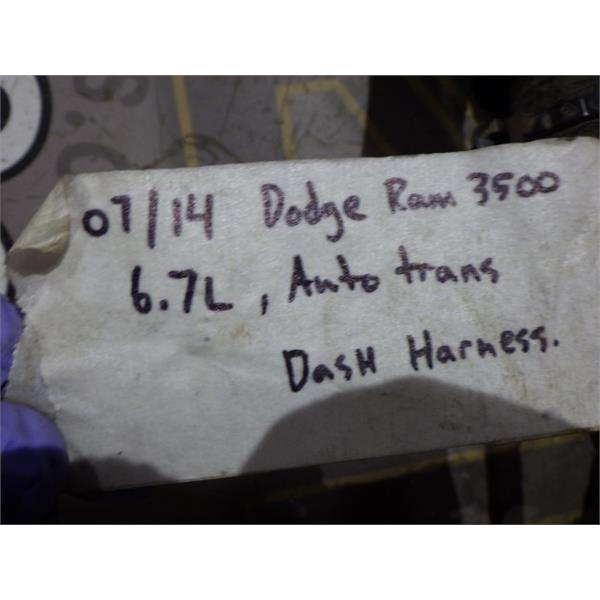 07/14 Dodge Ram 3500
6.7L, Auto trans
Dash Harness.